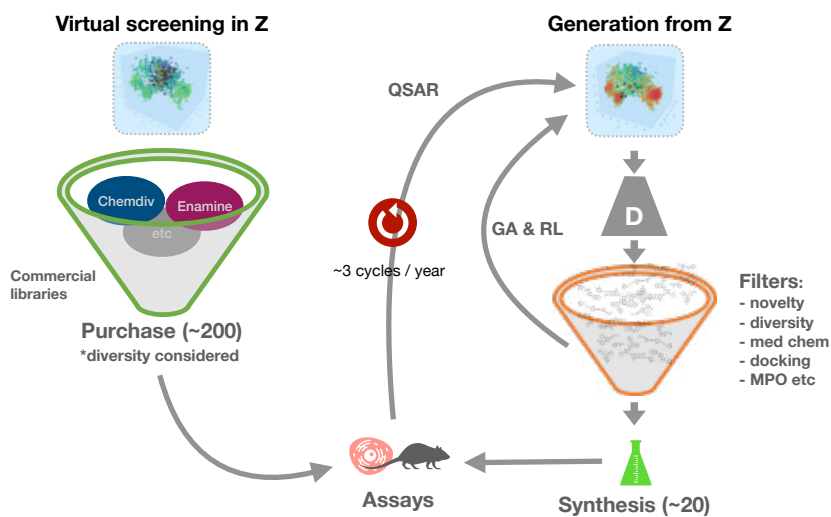 Virtual screening in Z
Generation from Z
QSAR
Chemdiv
Enamine
etc
D
GA & RL
Commercial
libraries
~3 cycles / year
Filters:
- novelty
- diversity
- med chem
- docking
- MPO etc
Purchase (~200)
*diversity considered
Assays
Synthesis (~20)